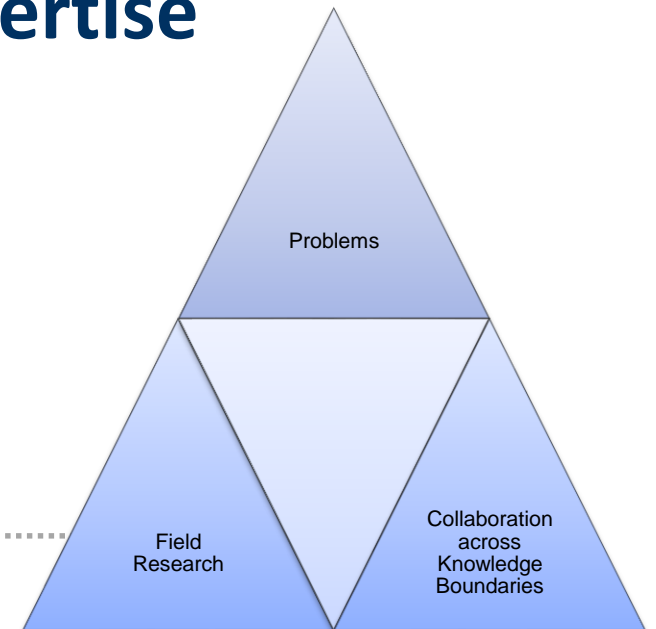 ertise
Problems
Field
Research
Collaboration
across
Knowledge
Boundaries